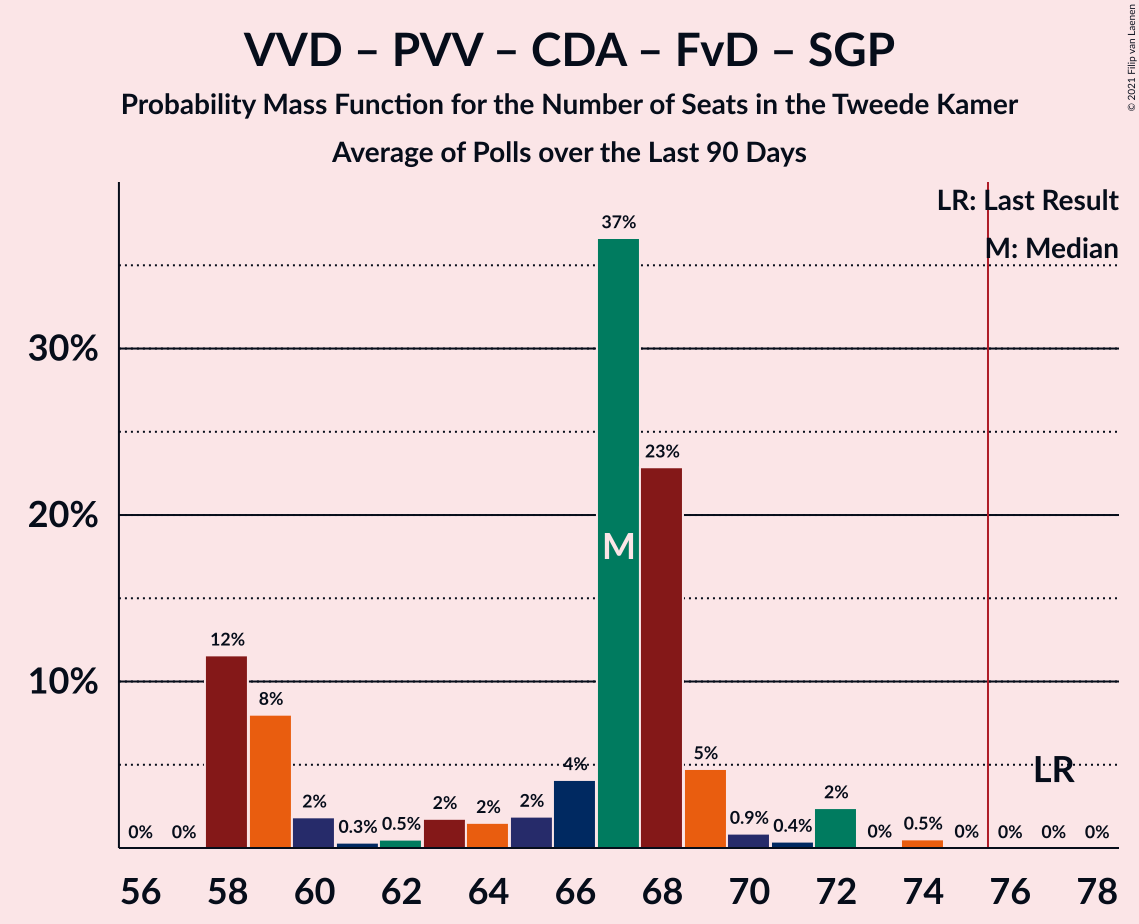 VVD – PVV – CDA – FvD – SGP
Probability Mass Function for the Number of Seats in the Tweede Kamer
Average of Polls over the Last 90 Days
© 2021 Filip van Laenen
LR: Last Result
M: Median
30%
20%
10%
0%
0%
12%
8%
2%
0.3%
0.5%
2%
2%
2%
4%
37%
23%
5%
0.9%
0.4%
2%
0%
0.5%
0%
0%
0%
0%
M
LR
56 58 60 62 64 66 68 70 72 74 76 78